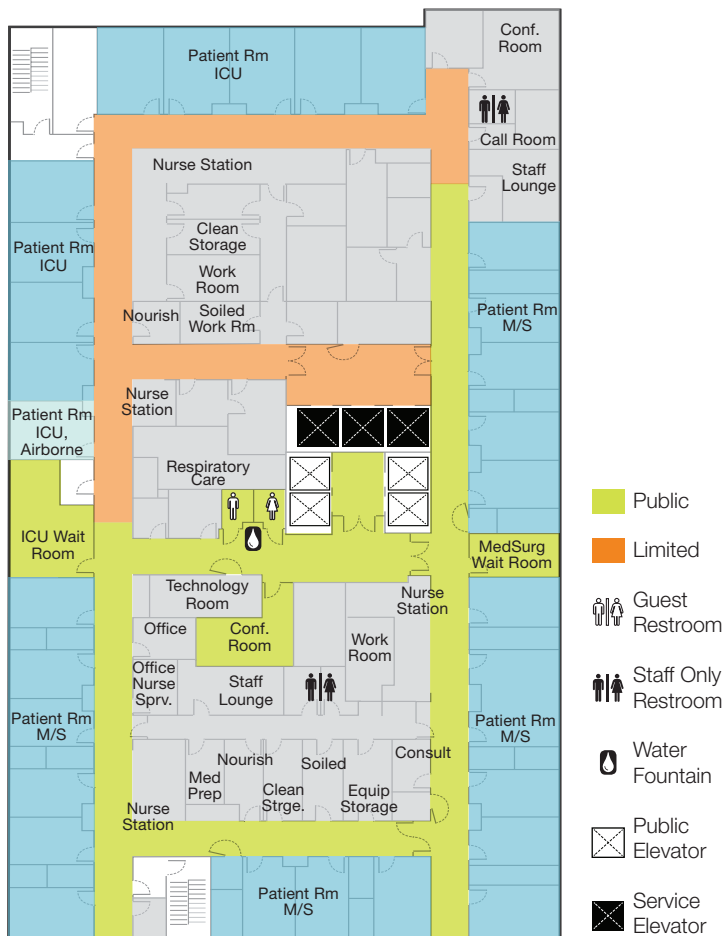 Conf.
Room
Patient Rm
ICU
Call Room
Nurse Station
Staff
Lounge
Clean
Storage
Patient Rm
ICU
Work
Room
Patient Rm
M/S
Nourish
Soiled
Work Rm
Nurse
Station
Patient Rm
ICU,
Airborne
Respiratory
Care
ICU Wait
Room
MedSurg
Wait Room
Technology
Room
Nurse
Station
Office
Conf.
Room
Work
Room
Office
Nurse
Sprv.
Staff
Lounge
Patient Rm
M/S
Patient Rm
M/S
Nourish
Soiled
Consult
Med
Prep
Clean
Strge.
Equip
Storage
Nurse
Station
Patient Rm
M/S
Public
Limited
Guest
Restroom
Staff Only
Restroom
Water
Fountain
Public
Elevator
Service
Elevator